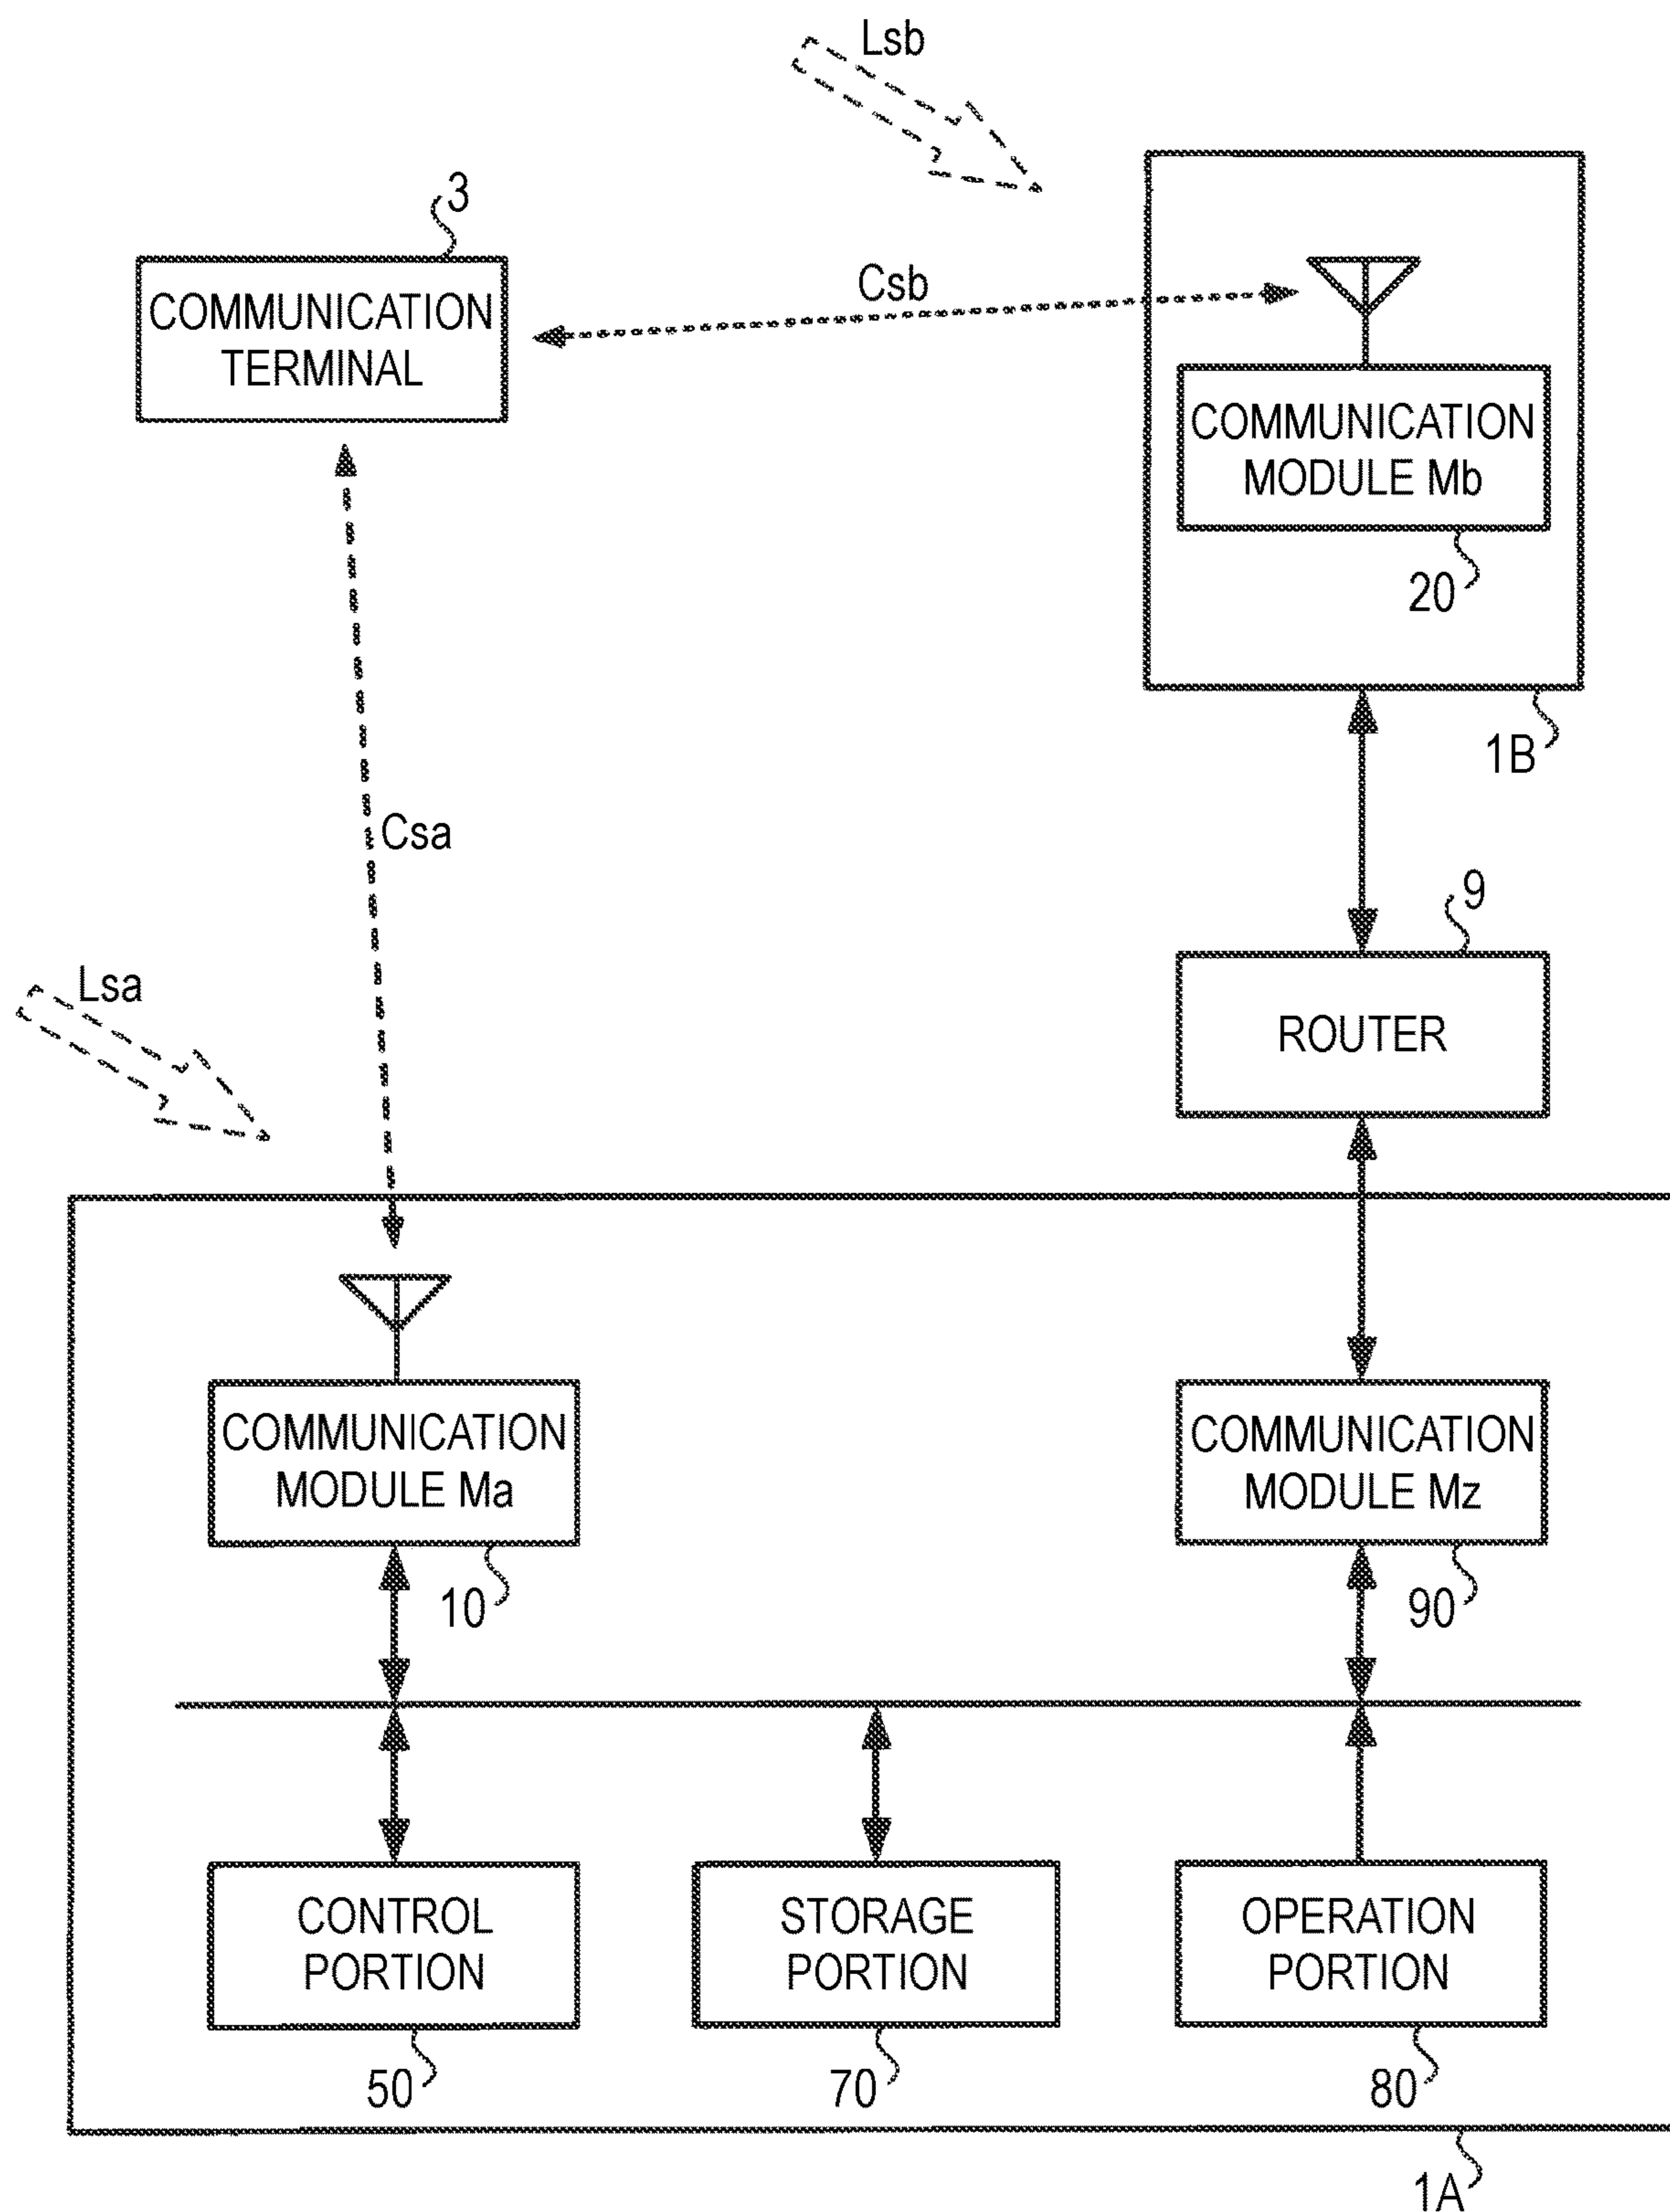 Lsb
3
COMMUNICATION
TERMINAL
Csb
COMMUNICATION
MODULE Mb
20
1B
Csa
9
Lsa
ROUTER
COMMUNICATION
MODULE Ma
10
COMMUNICATION
MODULE Mz
90
CONTROL
PORTION
50
STORAGE
PORTION
70
OPERATION
PORTION
80
1A